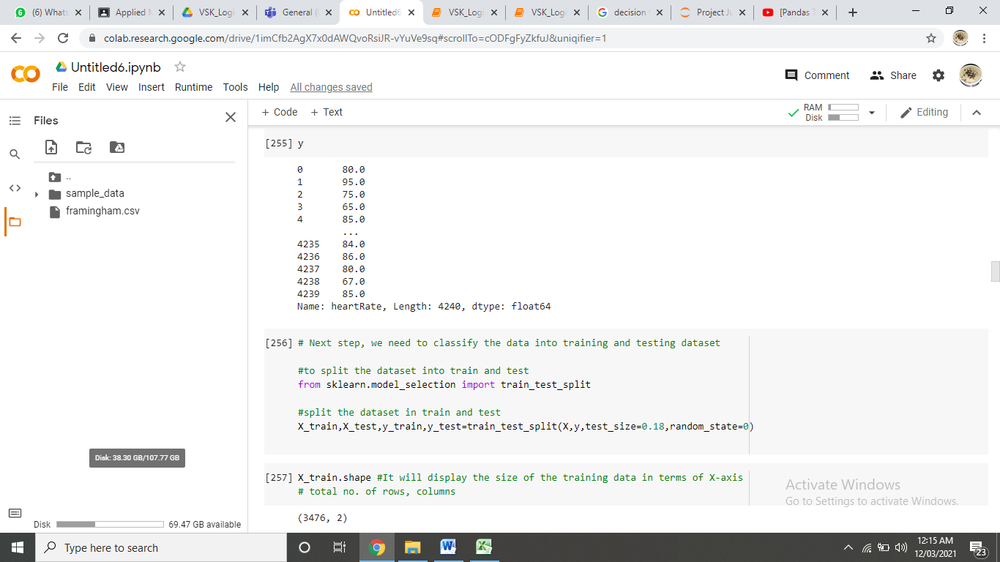 (6) Whats
Applied M
VSK_Logi
General (
Untitled6
VSK_Logi
VSK_Logi
decision
Project Ju
[Pandas T
colab.research.google.com/drive/1imCfb2AgX7x0dAWQvoRsiJR-vYuVe9sq#scrollTo=cODFgFyZkfuJ&uniqifier=1
Untitled6.ipynb
File Edit View Insert Runtime Tools Help All changes saved
Comment
Share
Files
+ Code + Text
RAM
Disk
Editing
..
sample_data
framingham.csv
[255] y
0 80.0
1 95.0
2 75.0
3 65.0
4 85.0
...
4235 84.0
4236 86.0
4237 80.0
4238 67.0
4239 85.0
Name: heartRate, Length: 4240, dtype: float64
[256] # Next step, we need to classify the data into training and testing dataset
#to split the dataset into train and test
from sklearn.model_selection import train_test_split
#split the dataset in train and test
X_train,X_test,y_train,y_test=train_test_split(X,y,test_size=0.18,random_state=0)
[257] X_train.shape #It will display the size of the training data in terms of X-axis
# total no. of rows, columns
(3476, 2)
Disk: 38.30 GB/107.77 GB
Disk
69.47 GB available
Activate Windows
Go to Settings to activate Windows.
Type here to search
12:15 AM
12/03/2021
23